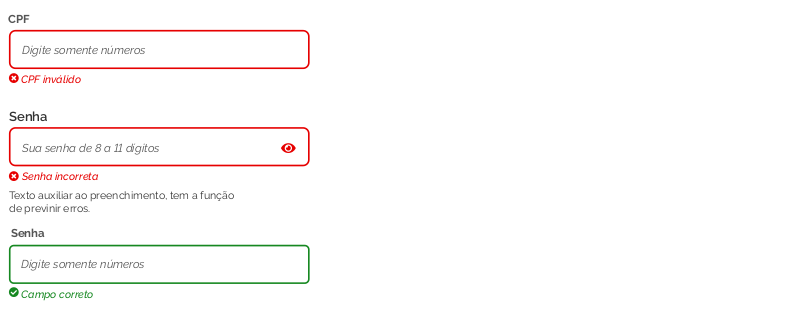 CPF
Digite somente números
CPF inválido
Senha
Sua senha de 8 a 11 digitos
Senha incorreta
Texto auxiliar ao preenchimento, tem a função
de previnir erros.
Senha
Digite somente números
Campo correto